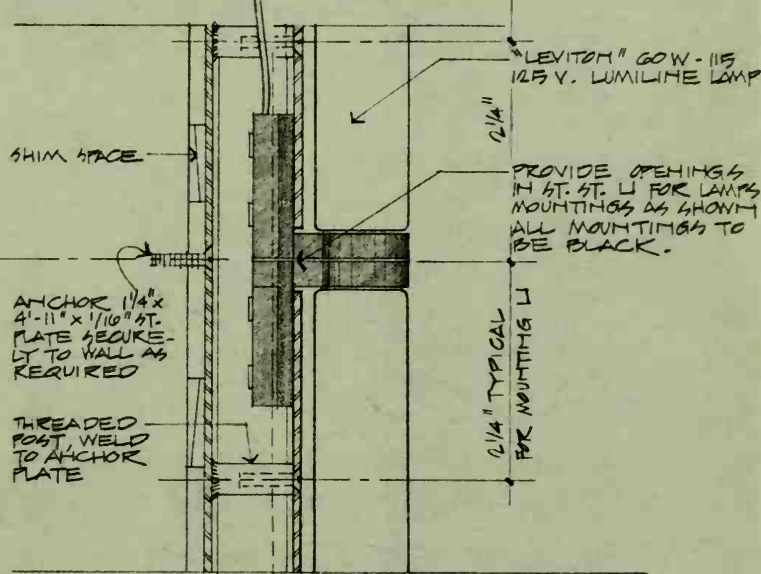 "LEVITON" 60W-115
125 V. LUMILINE LAMP
2 1/4"
SHIM SPACE
PROVIDE OPENINGS
IN ST. ST. ⊔ FOR LAMPS
MOUNTINGS AS SHOWN
ALL MOUNTINGS TO
BE BLACK.
ANCHOR 1 1/4" x
4'-11" x 1/16" ST.
PLATE SECURE-
LY TO WALL AS
REQUIRED
2 1/4" TYPICAL
FOR MOUNTING ⊔
THREADED
POST, WELD
TO ANCHOR
PLATE